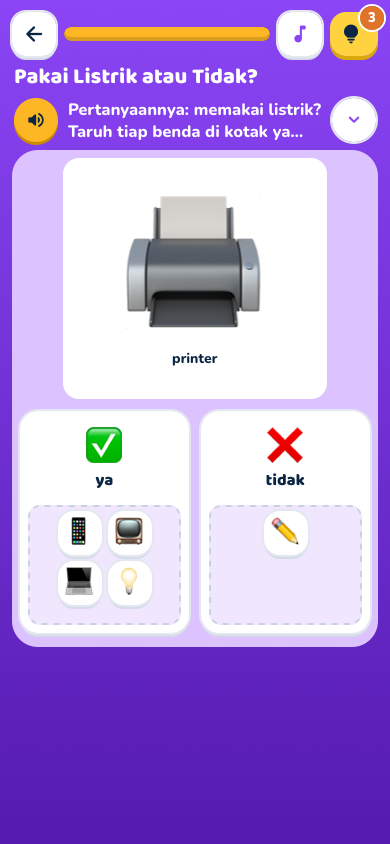 3
Pakai Listrik atau Tidak?
Pertanyaannya: memakai listrik?
Taruh tiap benda di kotak ya...
printer
ya
tidak